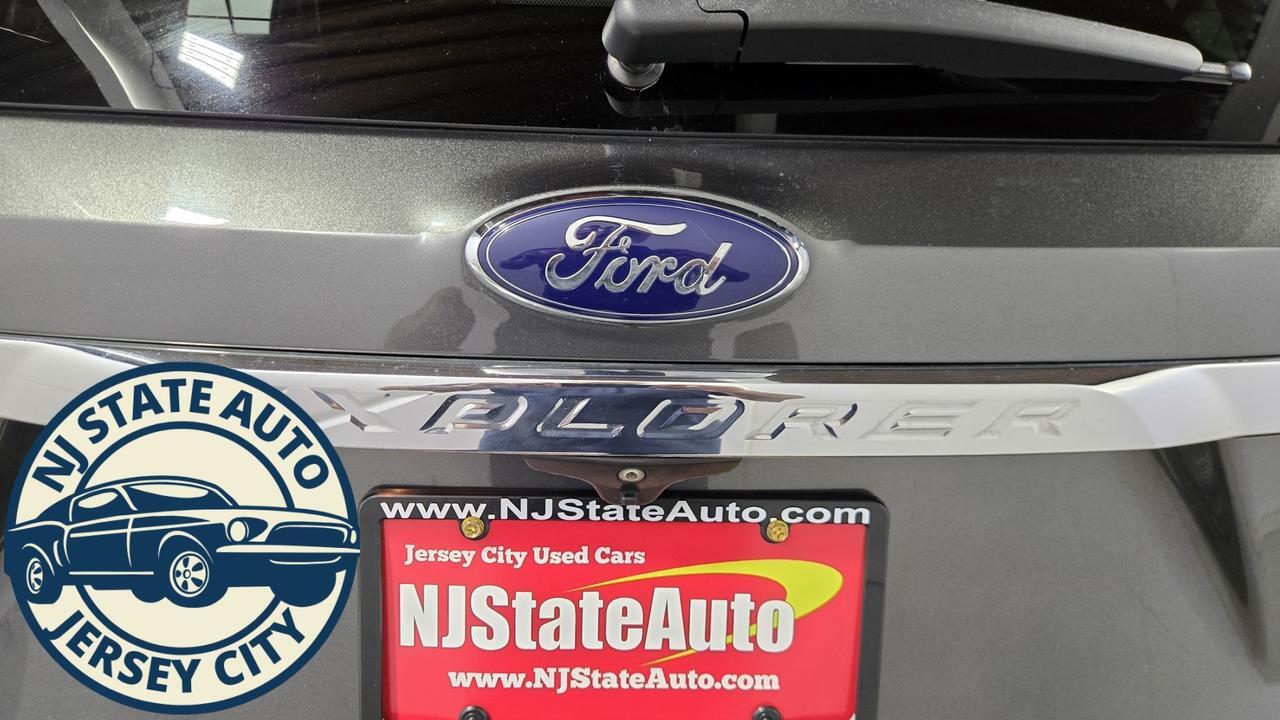 Ford
XPLORER
NJ STATE AUTO
JERSEY CITY
www.NJStateAuto.com
Jersey City Used Cars
NJStateAuto
www.NJStateAuto.com